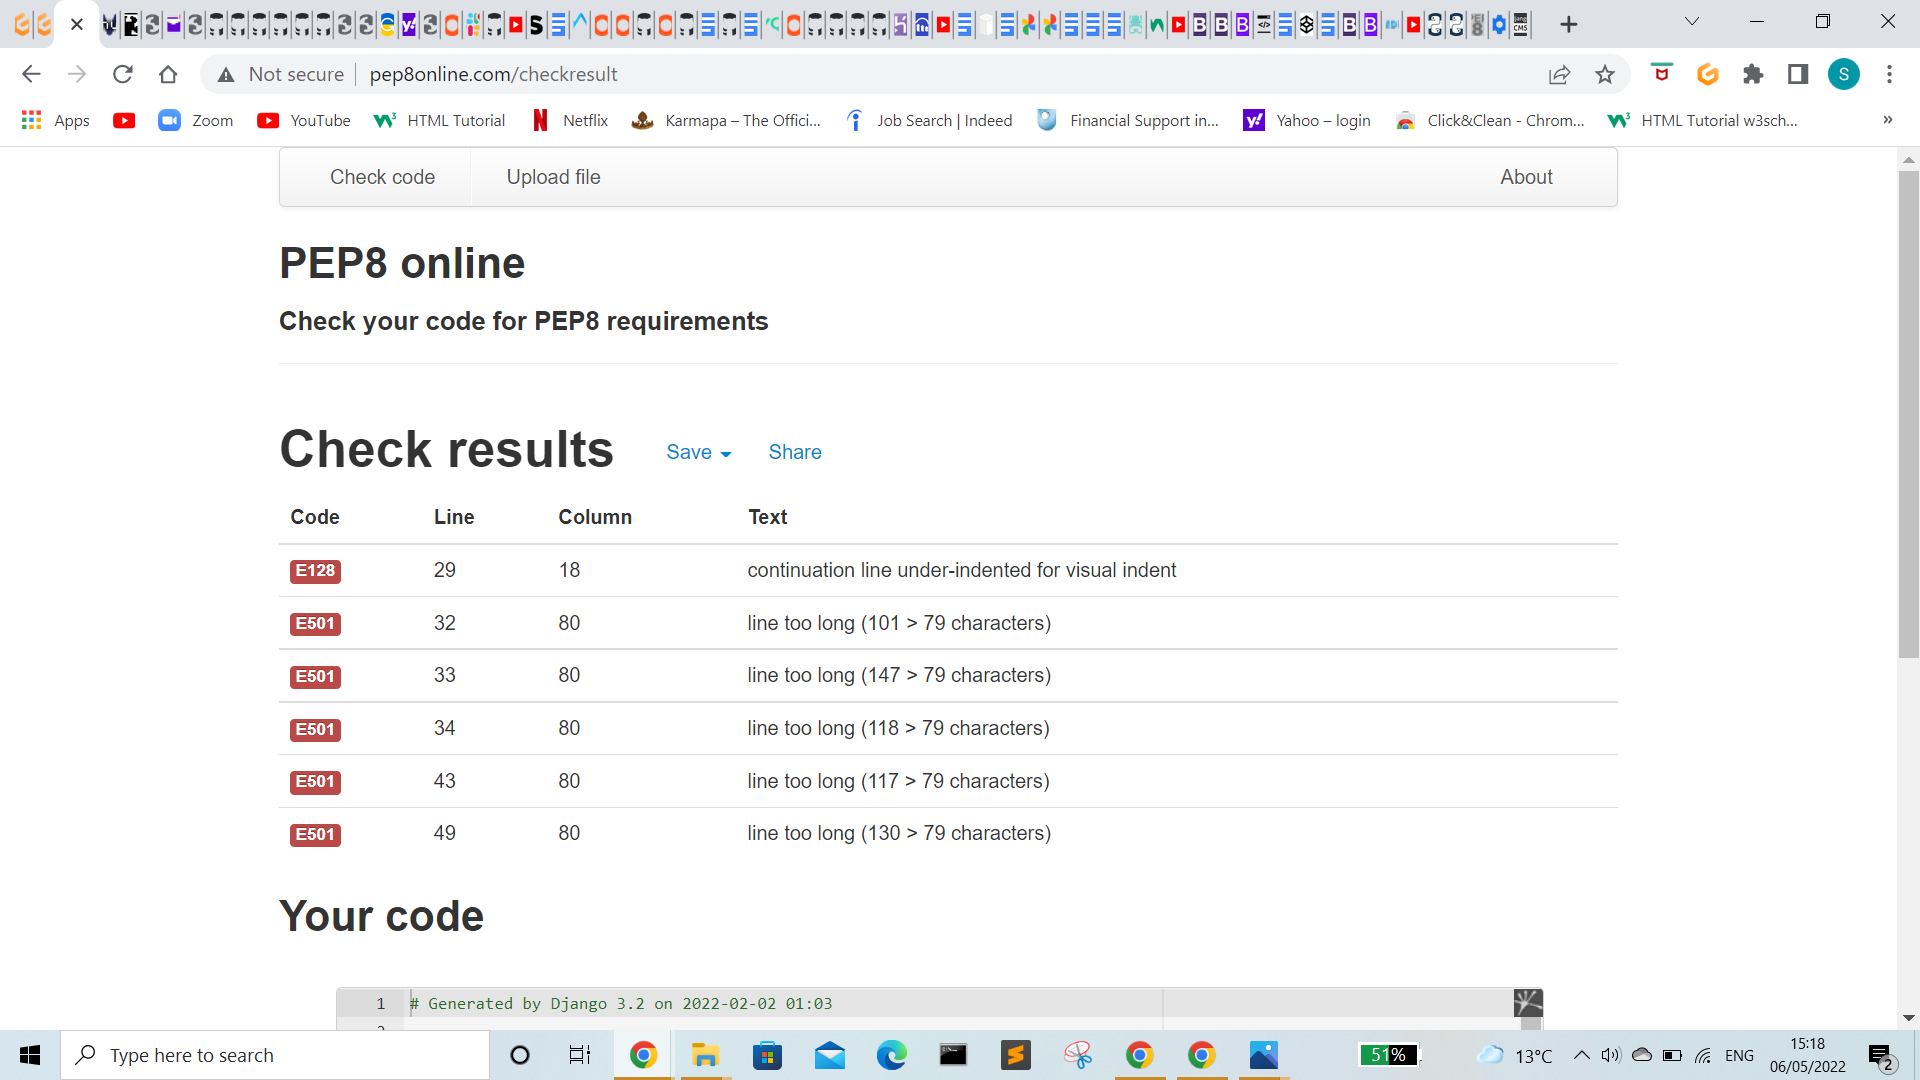 Not secure
pep8online.com/checkresult
S
Apps
Zoom
YouTube
HTML Tutorial
Netflix
Karmapa – The Offici...
Job Search | Indeed
Financial Support in...
Yahoo – login
Click&Clean - Chrom...
HTML Tutorial w3sch...
»
Check code
Upload file
About
PEP8 online
Check your code for PEP8 requirements
Check results
Save
Share
Code Line Column Text
E128 29 18 continuation line under-indented for visual indent
E501 32 80 line too long (101 > 79 characters)
E501 33 80 line too long (147 > 79 characters)
E501 34 80 line too long (118 > 79 characters)
E501 43 80 line too long (117 > 79 characters)
E501 49 80 line too long (130 > 79 characters)
Your code
1 # Generated by Django 3.2 on 2022-02-02 01:03
Type here to search
51%
13°C
ENG
15:18
06/05/2022
2